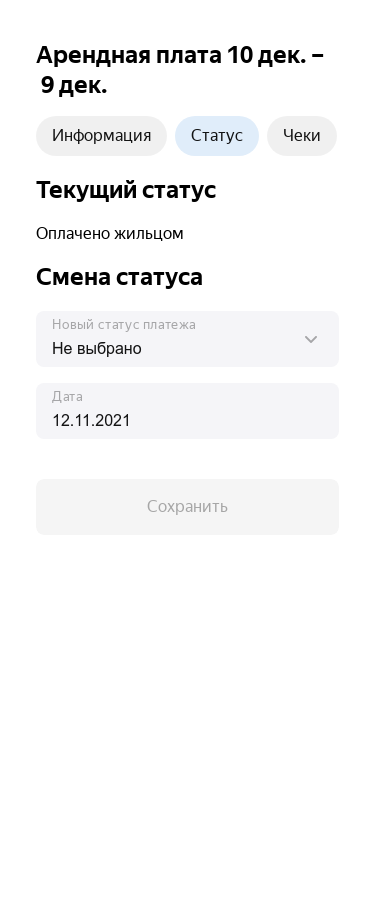 Арендная плата 10 дек. –
9 дек.
Информация
Статус
Чеки
Текущий статус
Оплачено жильцом
Смена статуса
Новый статус платежа
Не выбрано
Дата
12.11.2021
Сохранить